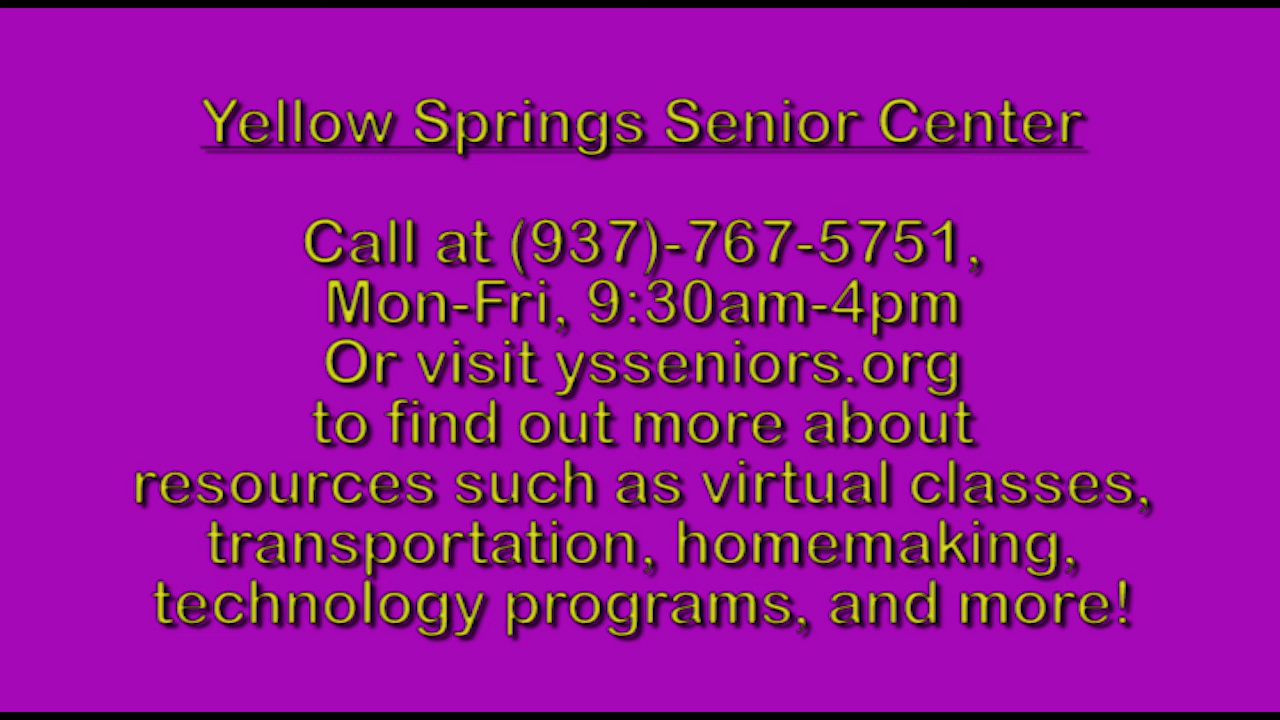 Yellow Springs Senior Center
Call at (937)-767-5751,
Mon-Fri, 9:30am-4pm
Or visit ysseniors.org
to find out more about
resources such as virtual classes,
transportation, homemaking,
technology programs, and more!